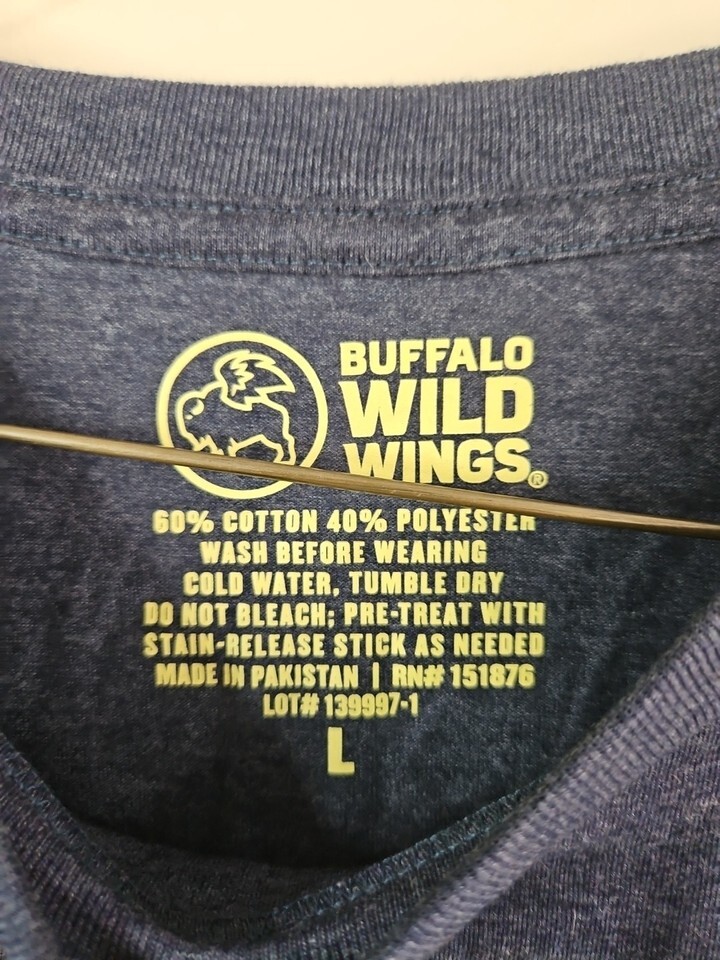 BUFFALO
WILD
WINGS®
60% COTTON 40% POLYESTER
WASH BEFORE WEARING
COLD WATER, TUMBLE DRY
DO NOT BLEACH; PRE-TREAT WITH
STAIN-RELEASE STICK AS NEEDED
MADE IN PAKISTAN | RN# 151876
LOT# 139997-1
L